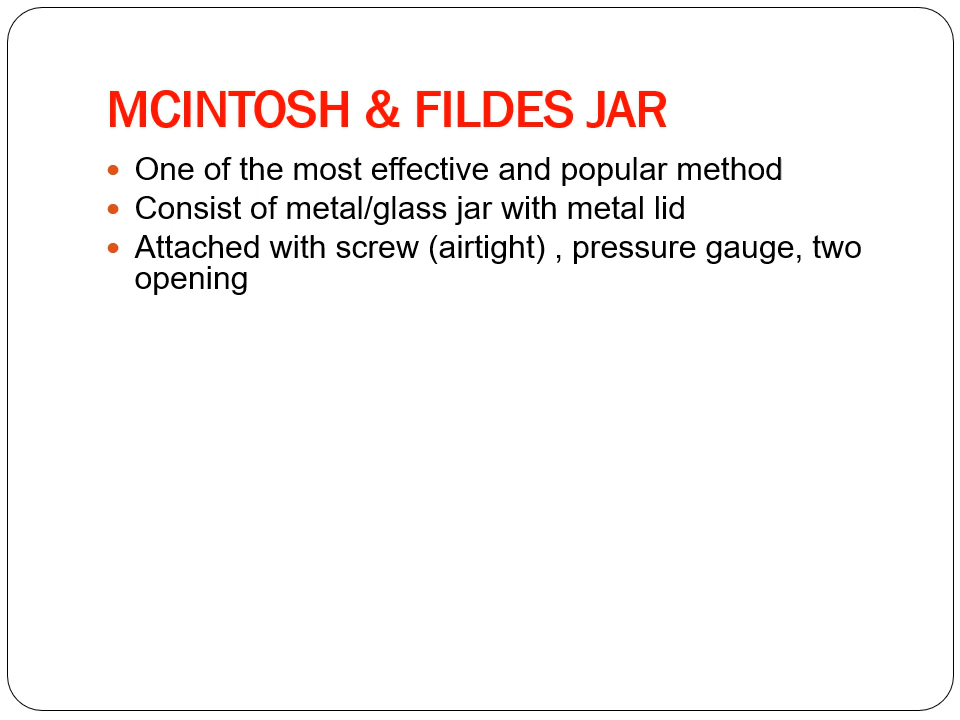 MCINTOSH & FILDES JAR
• One of the most effective and popular method
• Consist of metal/glass jar with metal lid
• Attached with screw (airtight) , pressure gauge, two
opening